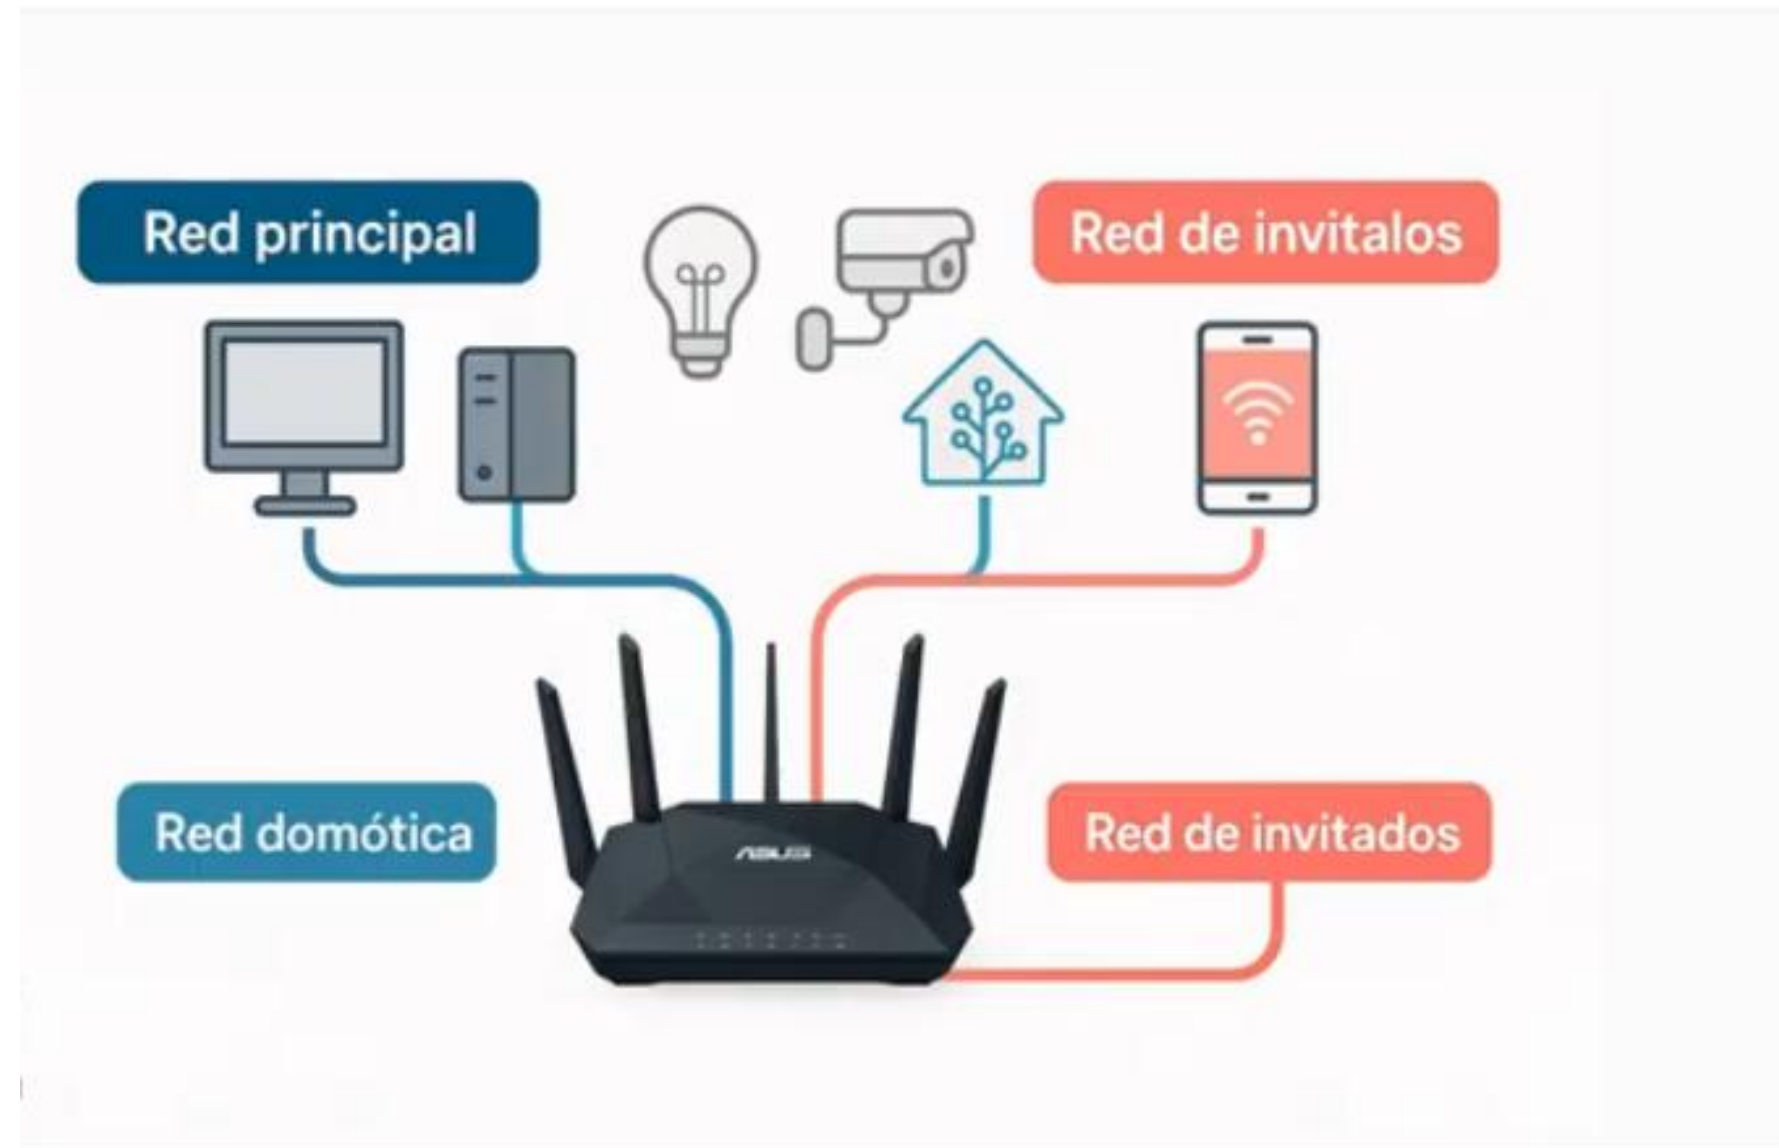 Red principal
Red de invitalos
Red domótica
ASUS
Red de invitados